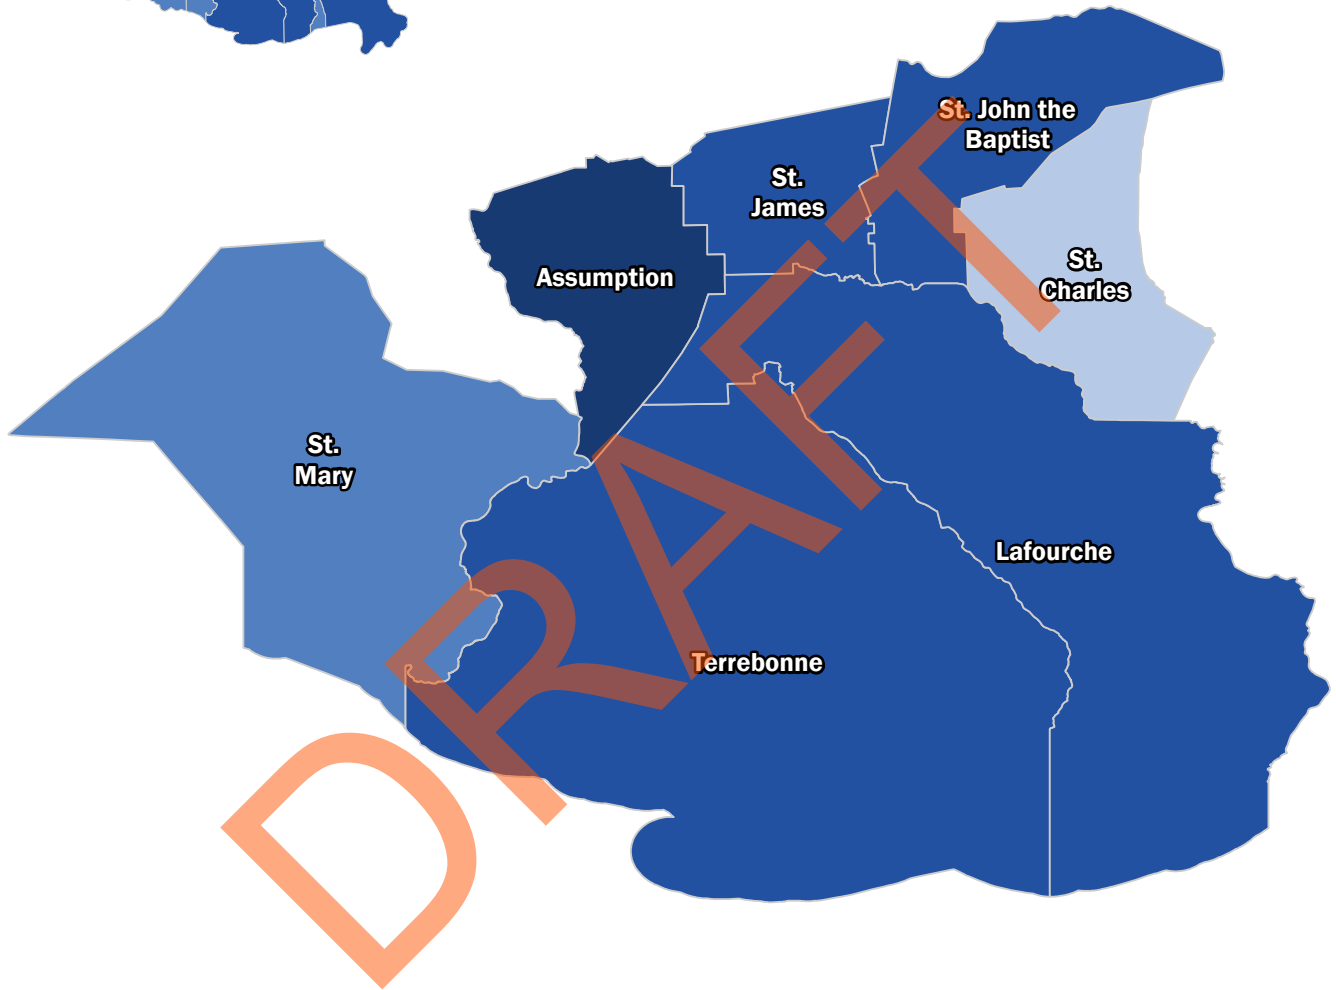 St. John the
Baptist
St.
James
Assumption
St.
Charles
St.
Mary
Lafourche
Terrebonne
DRAFT